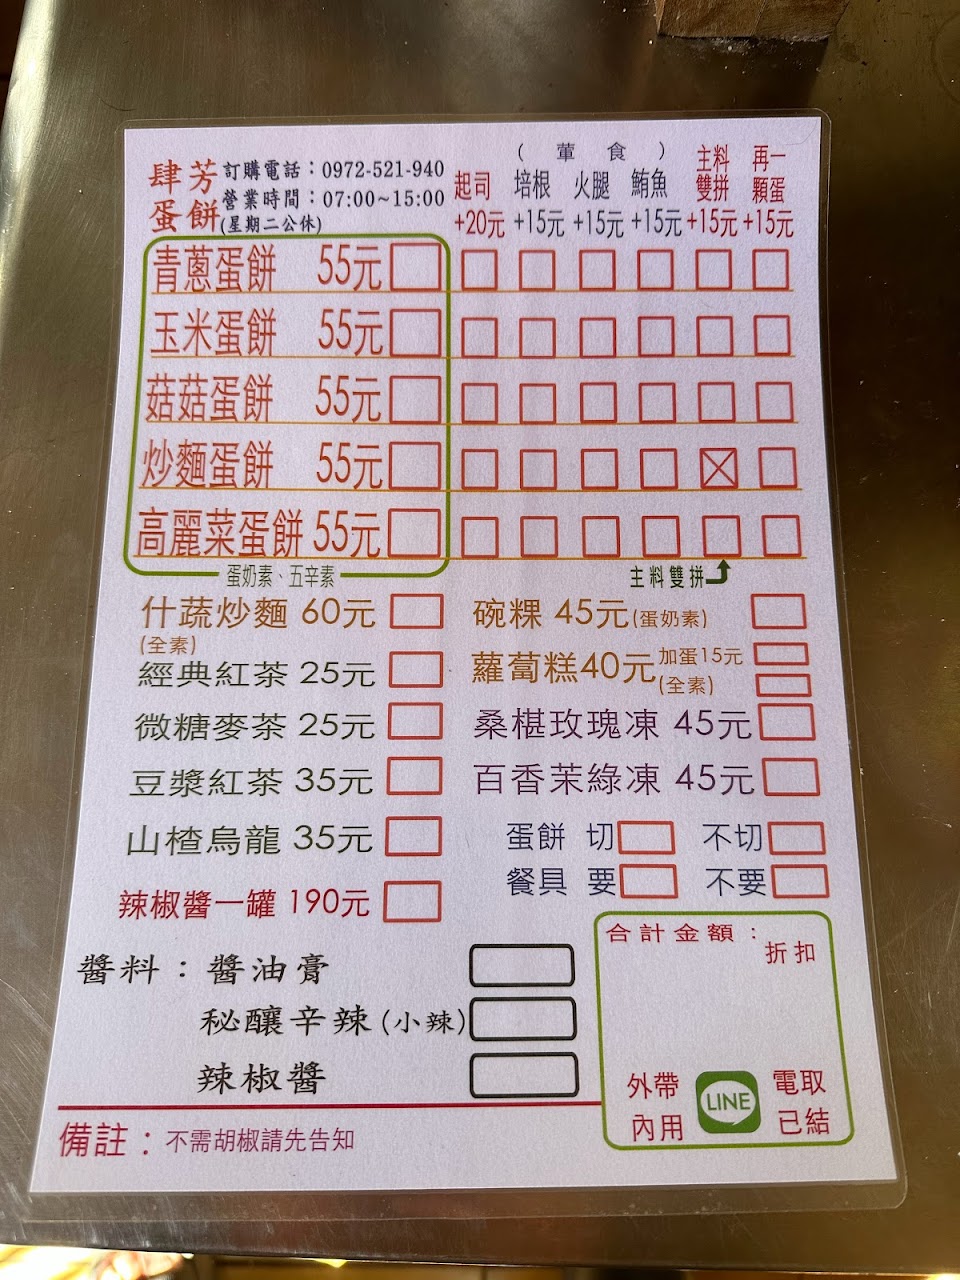 肆芳 訂購電話：0972-521-940
蛋餅 營業時間：07:00~15:00
(星期二公休)
(葷食)
起司 培根 火腿 鮪魚 主料雙拼 再一顆蛋
+20元 +15元 +15元 +15元 +15元 +15元
青蔥蛋餅 55元
玉米蛋餅 55元
菇菇蛋餅 55元
炒麵蛋餅 55元
高麗菜蛋餅 55元
蛋奶素、五辛素 主料雙拼
什蔬炒麵 60元 碗粿 45元(蛋奶素)
(全素)
經典紅茶 25元 蘿蔔糕40元 加蛋15元
(全素)
微糖麥茶 25元 桑椹玫瑰凍 45元
豆漿紅茶 35元 百香茉綠凍 45元
山楂烏龍 35元 蛋餅 切 不切
餐具 要 不要
辣椒醬一罐 190元
合計金額：
折扣
醬料：醬油膏
秘釀辛辣(小辣)
辣椒醬
外帶 LINE 電取
內用 已結
備註：不需胡椒請先告知